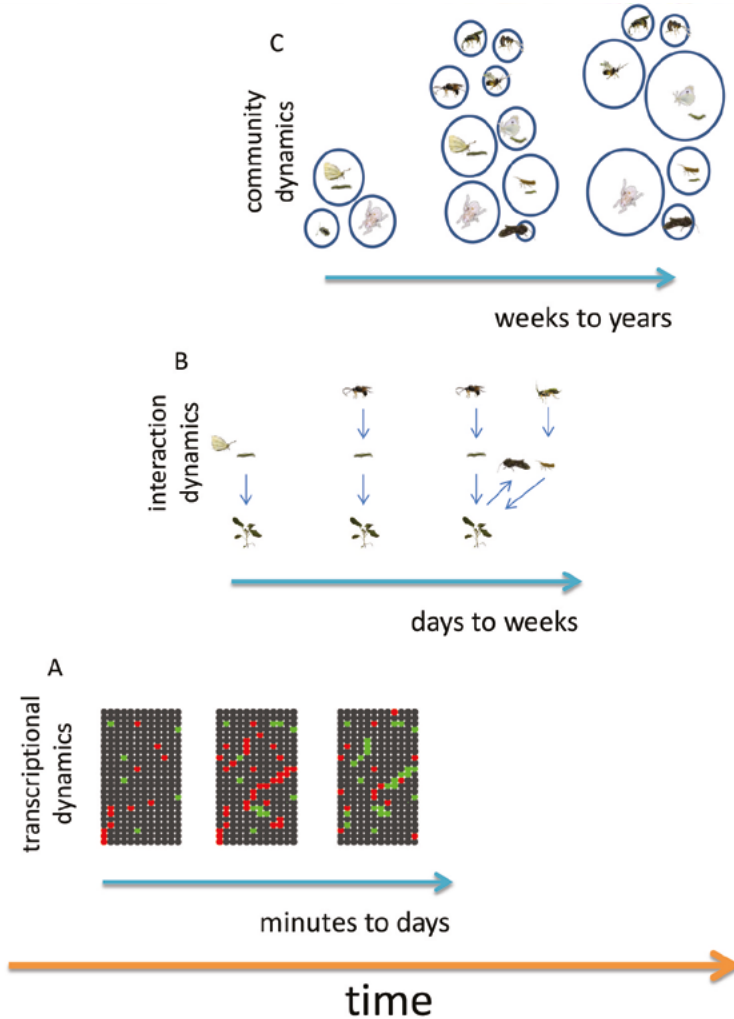 C
community
dynamics
weeks to years
B
interaction
dynamics
days to weeks
A
transcriptional
dynamics
minutes to days
time